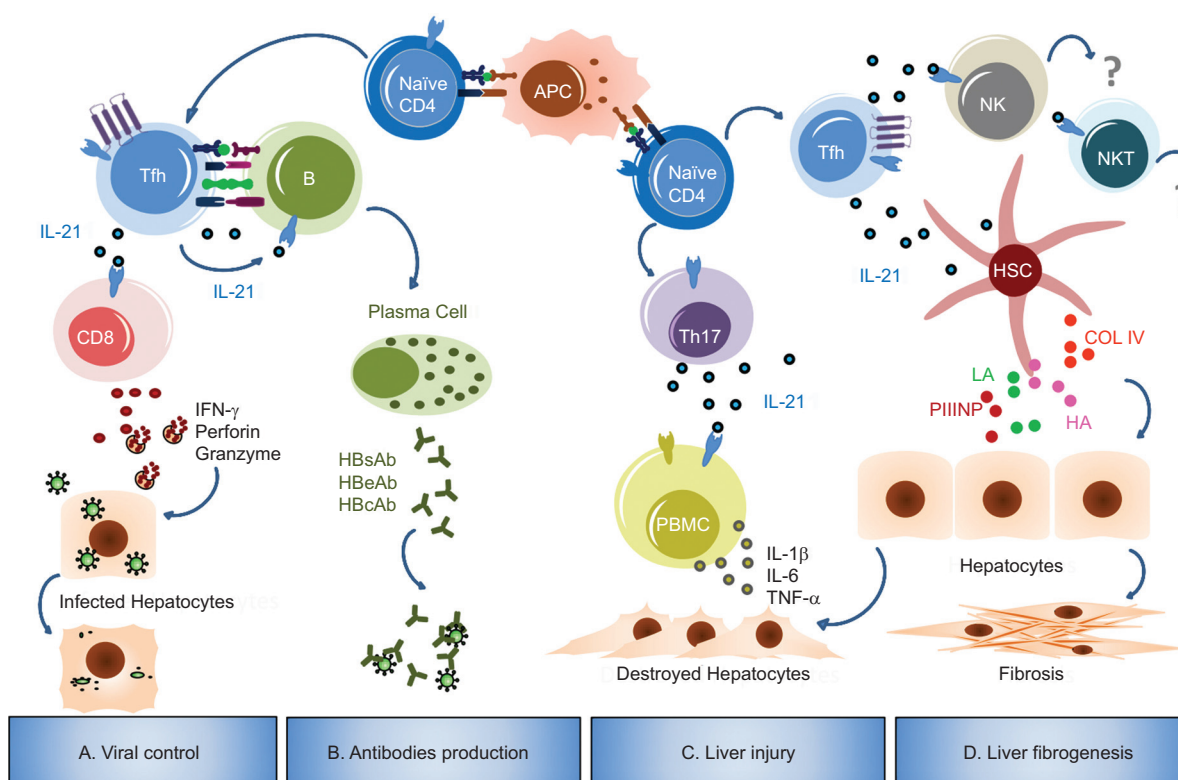 Naïve
CD4
APC
NK
?
Tfh
B
Tfh
NKT
Naïve
CD4
?
IL-21
IL-21
IL-21
HSC
CD8
Plasma Cell
Th17
COL IV
LA
IL-21
PIIINP
HA
IFN-γ
Perforin
Granzyme
HBsAb
HBeAb
HBcAb
PBMC
IL-1β
IL-6
TNF-α
Hepatocytes
Infected Hepatocytes
Destroyed Hepatocytes
Fibrosis
A. Viral control
B. Antibodies production
C. Liver injury
D. Liver fibrogenesis